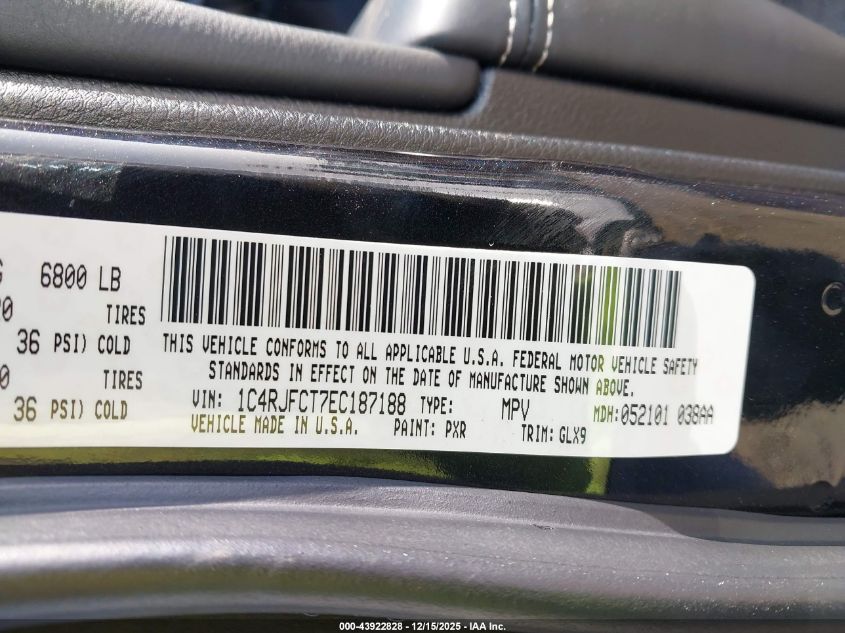 G 6800 LB
20 TIRES
36 PSI) COLD
0 TIRES
36 PSI) COLD
THIS VEHICLE CONFORMS TO ALL APPLICABLE U.S.A. FEDERAL MOTOR VEHICLE SAFETY
STANDARDS IN EFFECT ON THE DATE OF MANUFACTURE SHOWN ABOVE.
VIN: 1C4RJFCT7EC187188 TYPE: MPV MDH:052101 038AA
VEHICLE MADE IN U.S.A. PAINT: PXR TRIM: GLX9
C
000-43922828 - 12/15/2025 - IAA Inc.